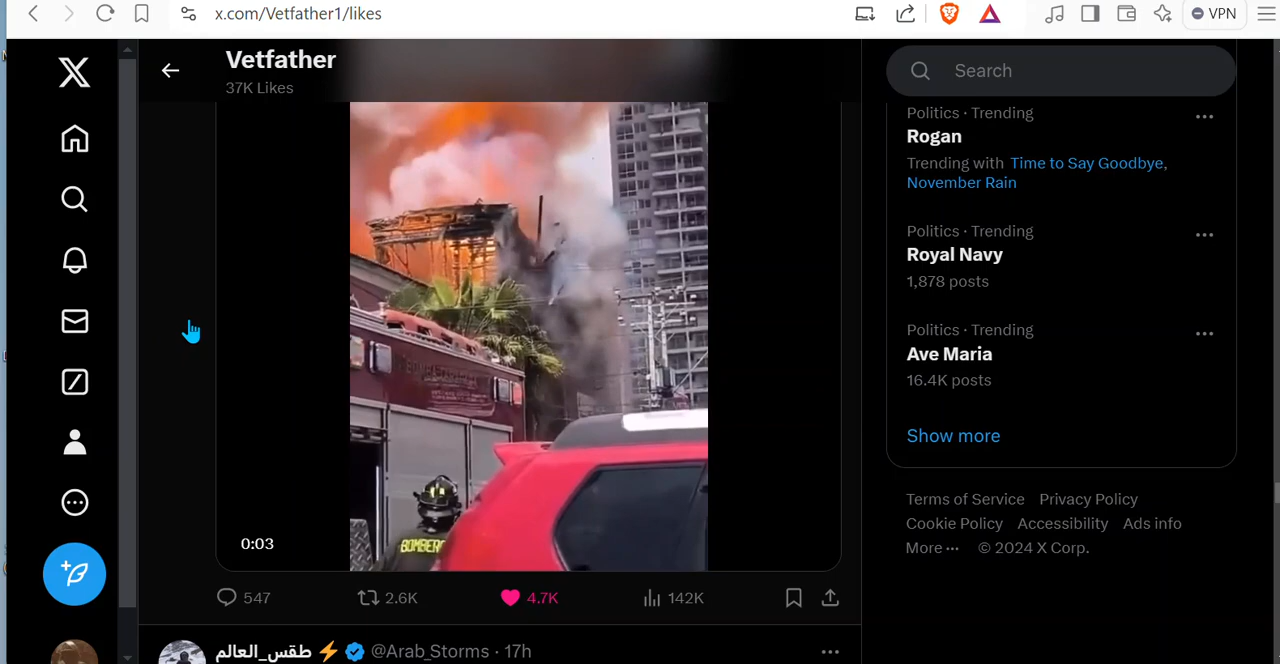 x.com/Vetfather1/likes
VPN
Vetfather
37K Likes
Search
Politics · Trending
Rogan
Trending with Time to Say Goodbye,
November Rain
Politics · Trending
Royal Navy
1,878 posts
Politics · Trending
Ave Maria
16.4K posts
Show more
Terms of Service Privacy Policy
Cookie Policy Accessibility Ads info
More ··· © 2024 X Corp.
BOMBERO
0:03
547 2.6K 4.7K 142K
طقس_العالم ⚡ @Arab_Storms · 17h